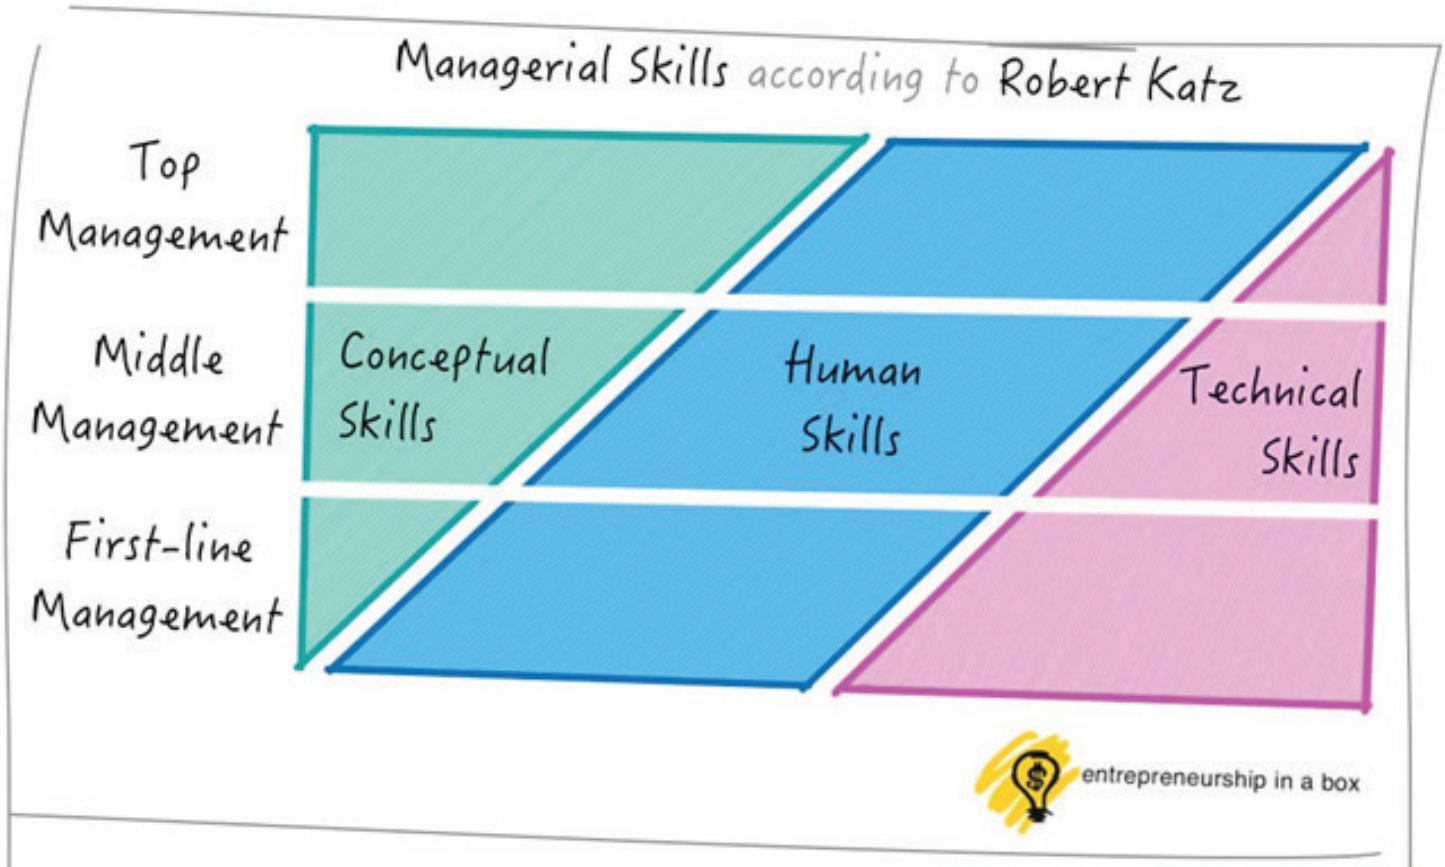 Managerial Skills according to Robert Katz
Top
Management
Middle
Management
Conceptual
Skills
Human
Skills
Technical
Skills
First-line
Management
entrepreneurship in a box